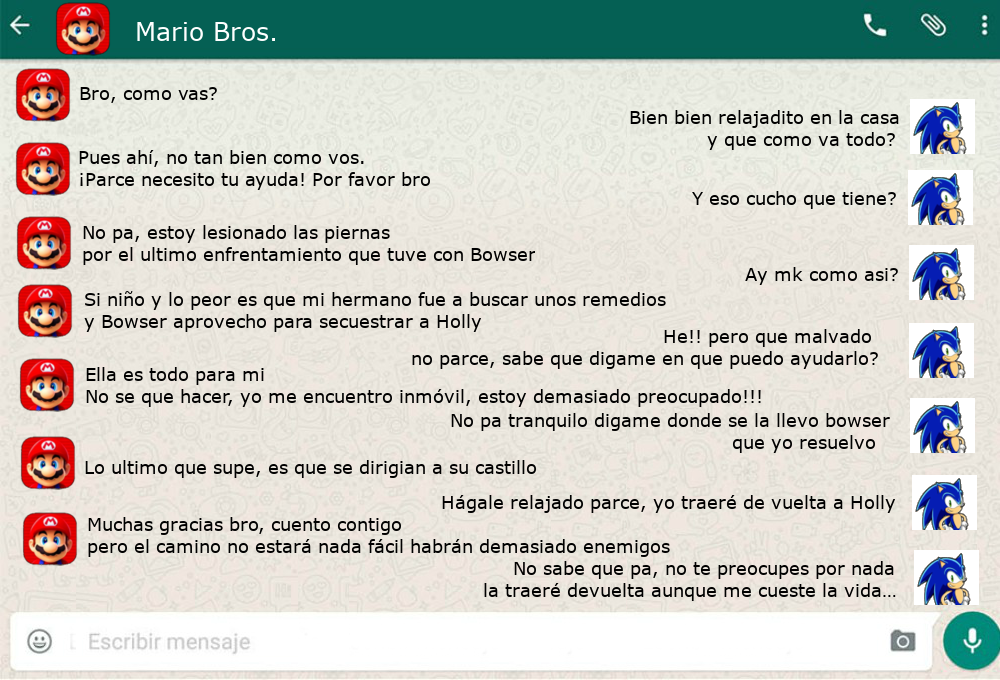 Mario Bros.
Bro, como vas?
Bien bien relajadito en la casa
y que como va todo?
Pues ahí, no tan bien como vos.
¡Parce necesito tu ayuda! Por favor bro
Y eso cucho que tiene?
No pa, estoy lesionado las piernas
por el ultimo enfrentamiento que tuve con Bowser
Ay mk como asi?
Si niño y lo peor es que mi hermano fue a buscar unos remedios
y Bowser aprovecho para secuestrar a Holly
He!! pero que malvado
no parce, sabe que digame en que puedo ayudarlo?
Ella es todo para mi
No se que hacer, yo me encuentro inmóvil, estoy demasiado preocupado!!!
No pa tranquilo digame donde se la llevo bowser
que yo resuelvo
Lo ultimo que supe, es que se dirigian a su castillo
Hágale relajado parce, yo traeré de vuelta a Holly
Muchas gracias bro, cuento contigo
pero el camino no estará nada fácil habrán demasiado enemigos
No sabe que pa, no te preocupes por nada
la traeré devuelta aunque me cueste la vida...
Escribir mensaje